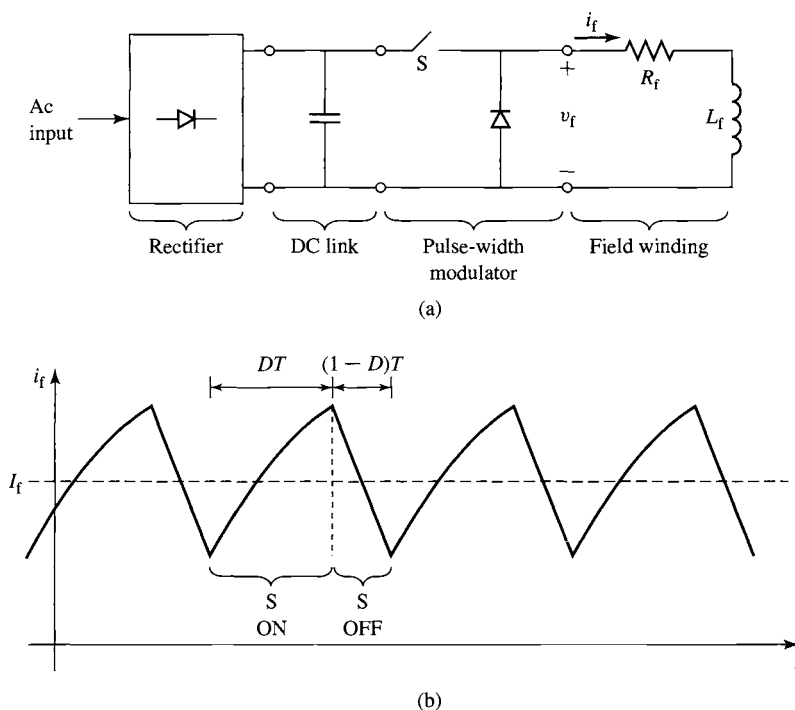 i_f
Ac
input
S
+
v_f
−
R_f
L_f
Rectifier
DC link
Pulse-width
modulator
Field winding
(a)
i_f
DT
(1 − D)T
I_f
S
ON
S
OFF
(b)